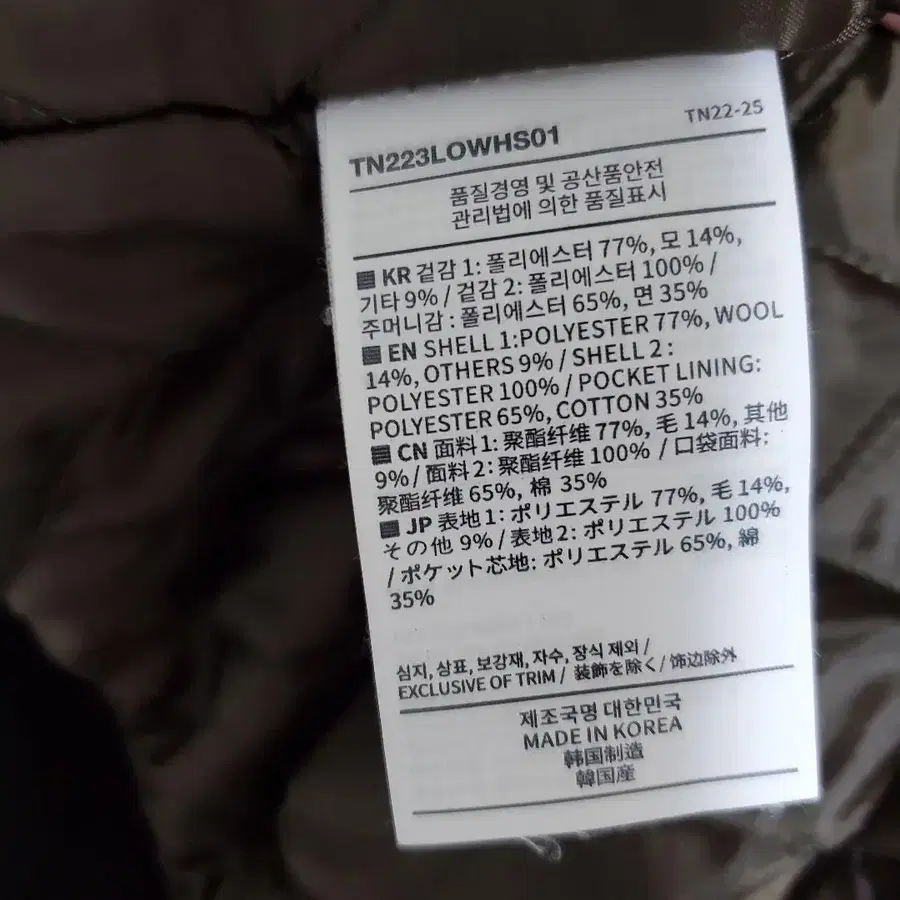 TN22-25
TN223LOWHS01
품질경영 및 공산품안전
관리법에 의한 품질표시
KR 겉감 1: 폴리에스터 77%, 모 14%,
기타 9% / 겉감 2: 폴리에스터 100% /
주머니감 : 폴리에스터 65%, 면 35%
EN SHELL 1:POLYESTER 77%, WOOL
14%, OTHERS 9% / SHELL 2 :
POLYESTER 100% / POCKET LINING:
POLYESTER 65%, COTTON 35%
CN 面料 1: 聚酯纤维 77%, 毛 14%, 其他
9% / 面料 2: 聚酯纤维 100% / 口袋面料:
聚酯纤维 65%, 棉 35%
JP 表地 1: ポリエステル 77%, 毛 14%,
その他 9% / 表地 2: ポリエステル 100%
/ ポケット芯地: ポリエステル 65%, 綿
35%
심지, 상표, 보강재, 자수, 장식 제외 /
EXCLUSIVE OF TRIM / 装飾を除く/ 饰边除外
제조국명 대한민국
MADE IN KOREA
韩国制造
韓国産